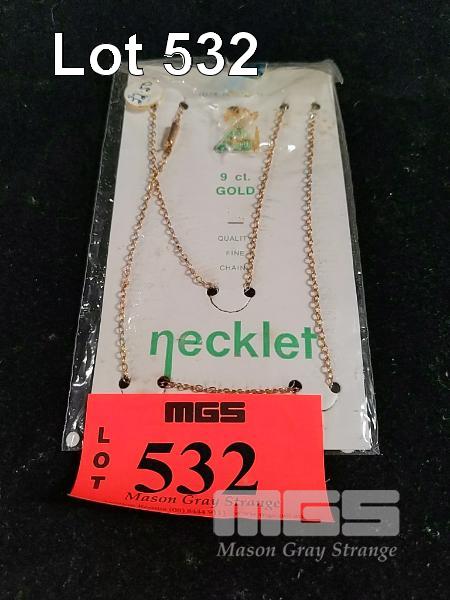 Lot 532
9 ct.
GOLD
QUALITY
FINE
CHAIN
necklet
MGS
LOT
532
Mason Gray Strange
MGS
Mason Gray Strange